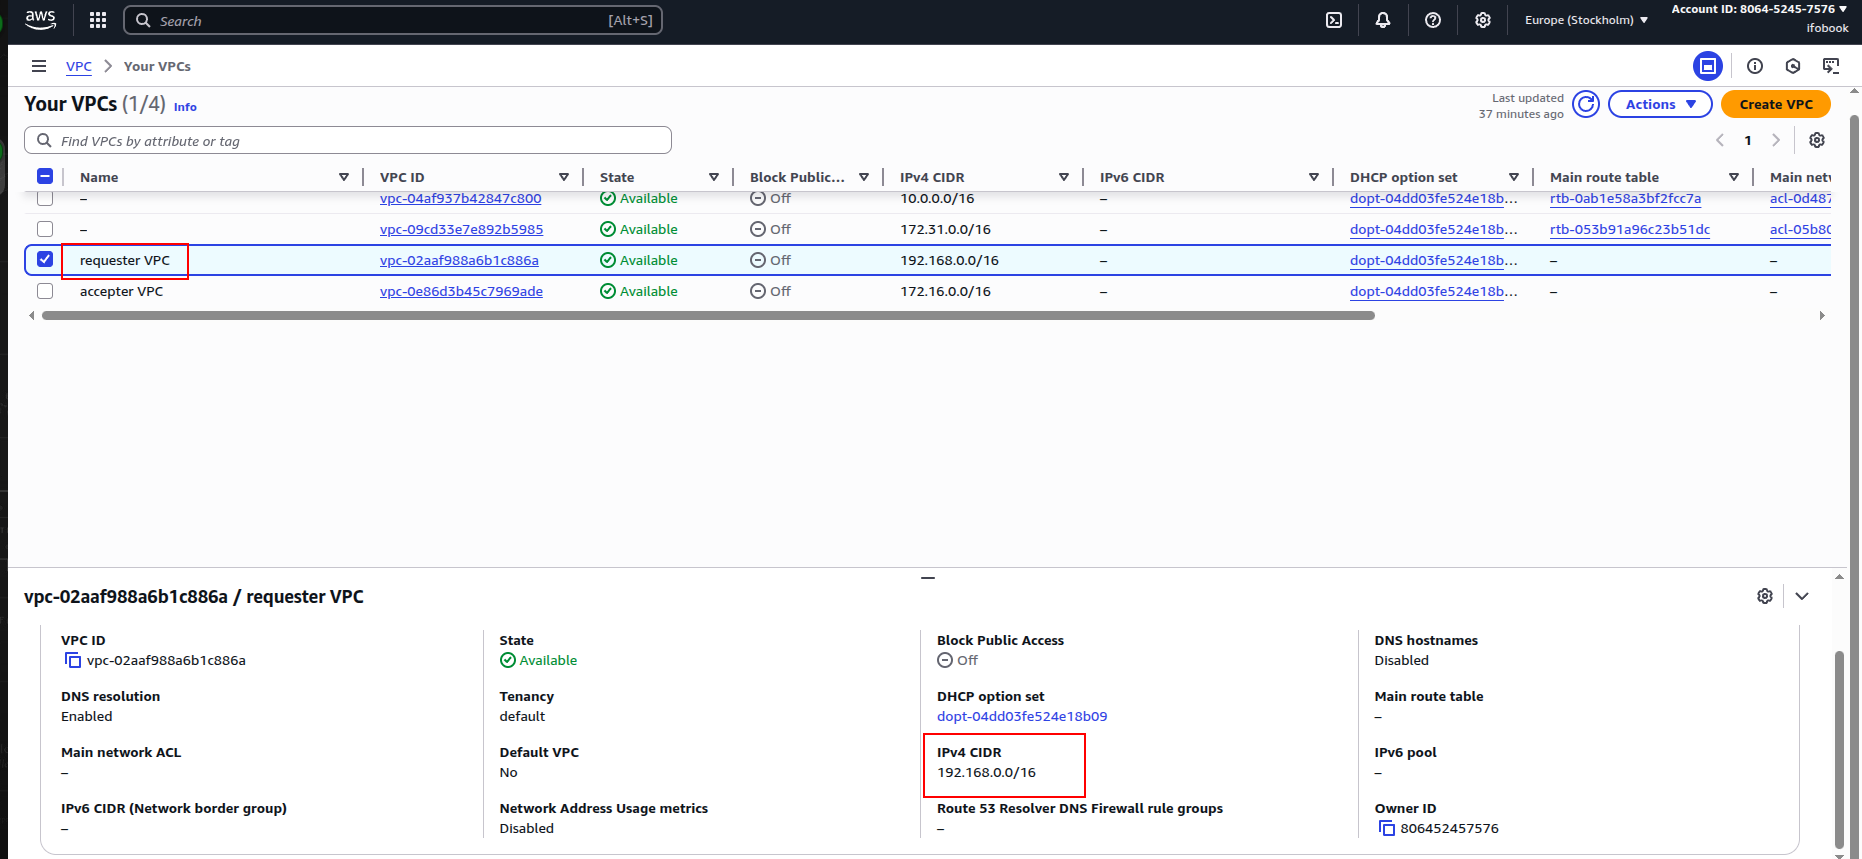 aws Search [Alt+S] Europe (Stockholm) Account ID: 8064-5245-7576
ifobook
VPC Your VPCs
Your VPCs (1/4) Info
Last updated
37 minutes ago
Actions Create VPC
Find VPCs by attribute or tag
1
Name VPC ID State Block Public... IPv4 CIDR IPv6 CIDR DHCP option set Main route table Main netw
– vpc-04af937b42847c800 Available Off 10.0.0.0/16 – dopt-04dd03fe524e18b... rtb-0ab1e58a3bf2fcc7a acl-0d487
– vpc-09cd33e7e892b5985 Available Off 172.31.0.0/16 – dopt-04dd03fe524e18b... rtb-053b91a96c23b51dc acl-05b80
requester VPC vpc-02aaf988a6b1c886a Available Off 192.168.0.0/16 – dopt-04dd03fe524e18b... – –
accepter VPC vpc-0e86d3b45c7969ade Available Off 172.16.0.0/16 – dopt-04dd03fe524e18b... – –
vpc-02aaf988a6b1c886a / requester VPC
VPC ID
vpc-02aaf988a6b1c886a
State
Available
Block Public Access
Off
DNS hostnames
Disabled
DNS resolution
Enabled
Tenancy
default
DHCP option set
dopt-04dd03fe524e18b09
Main route table
–
Main network ACL
–
Default VPC
No
IPv4 CIDR
192.168.0.0/16
IPv6 pool
–
IPv6 CIDR (Network border group)
–
Network Address Usage metrics
Disabled
Route 53 Resolver DNS Firewall rule groups
–
Owner ID
806452457576